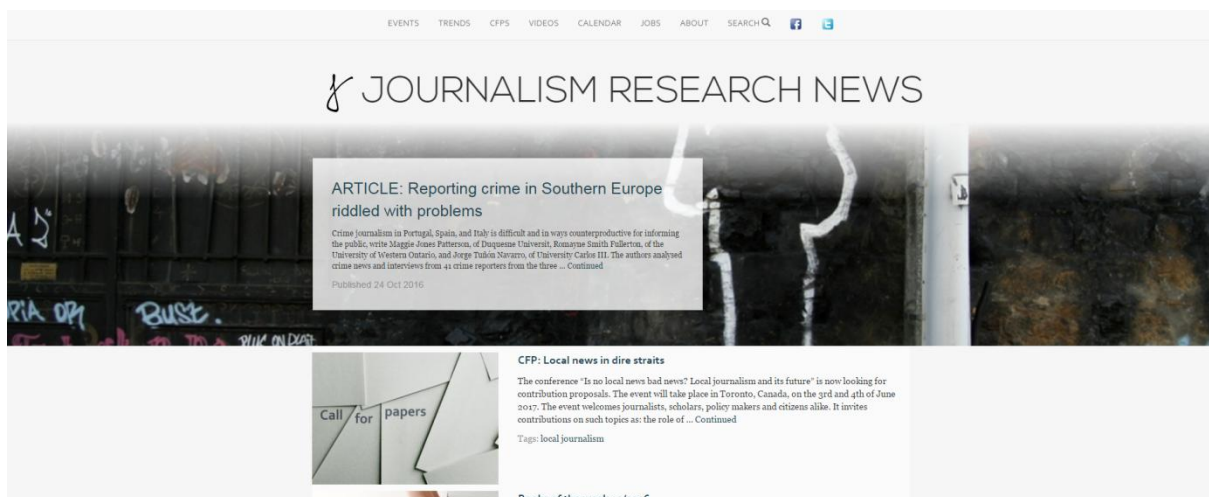 EVENTS TRENDS CFPS VIDEOS CALENDAR JOBS ABOUT SEARCH
JOURNALISM RESEARCH NEWS
ARTICLE: Reporting crime in Southern Europe
riddled with problems
Crime journalism in Portugal, Spain, and Italy is difficult and in ways counterproductive for informing
the public, write Maggie Jones Patterson, of Duquesne Universit, Romayne Smith Fullerton, of the
University of Western Ontario, and Jorge Tuñón Navarro, of University Carlos III. The authors analysed
crime news and interviews from 41 crime reporters from the three ... Continued
Published 24 Oct 2016
BUSt.
CFP: Local news in dire straits
The conference “Is no local news bad news? Local journalism and its future” is now looking for
contribution proposals. The event will take place in Toronto, Canada, on the 3rd and 4th of June
2017. The event welcomes journalists, scholars, policy makers and citizens alike. It invites
contributions on such topics as: the role of ... Continued
Tags: local journalism
Call for papers